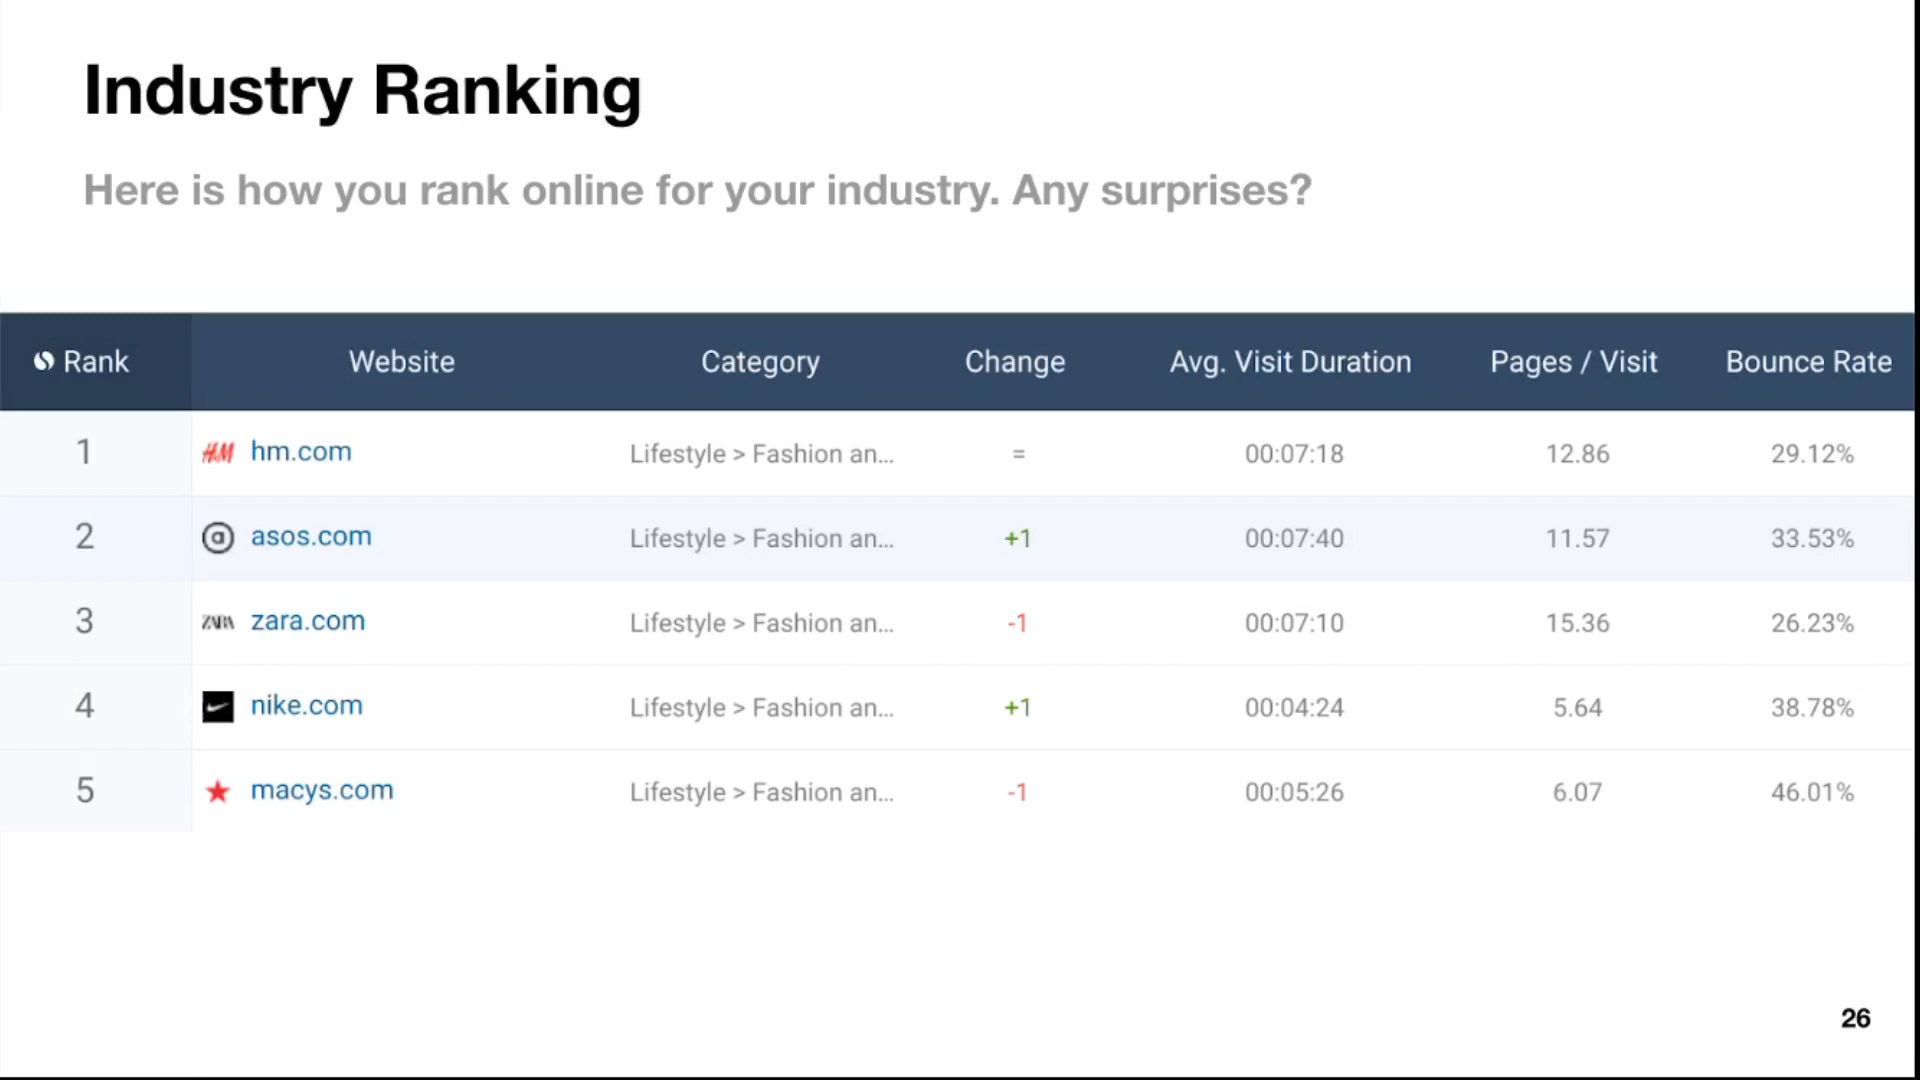 Industry Ranking
Here is how you rank online for your industry. Any surprises?
Rank Website Category Change Avg. Visit Duration Pages / Visit Bounce Rate
1 H&M hm.com Lifestyle > Fashion an... = 00:07:18 12.86 29.12%
2 a asos.com Lifestyle > Fashion an... +1 00:07:40 11.57 33.53%
3 ZARA zara.com Lifestyle > Fashion an... -1 00:07:10 15.36 26.23%
4 nike.com Lifestyle > Fashion an... +1 00:04:24 5.64 38.78%
5 macys.com Lifestyle > Fashion an... -1 00:05:26 6.07 46.01%
26